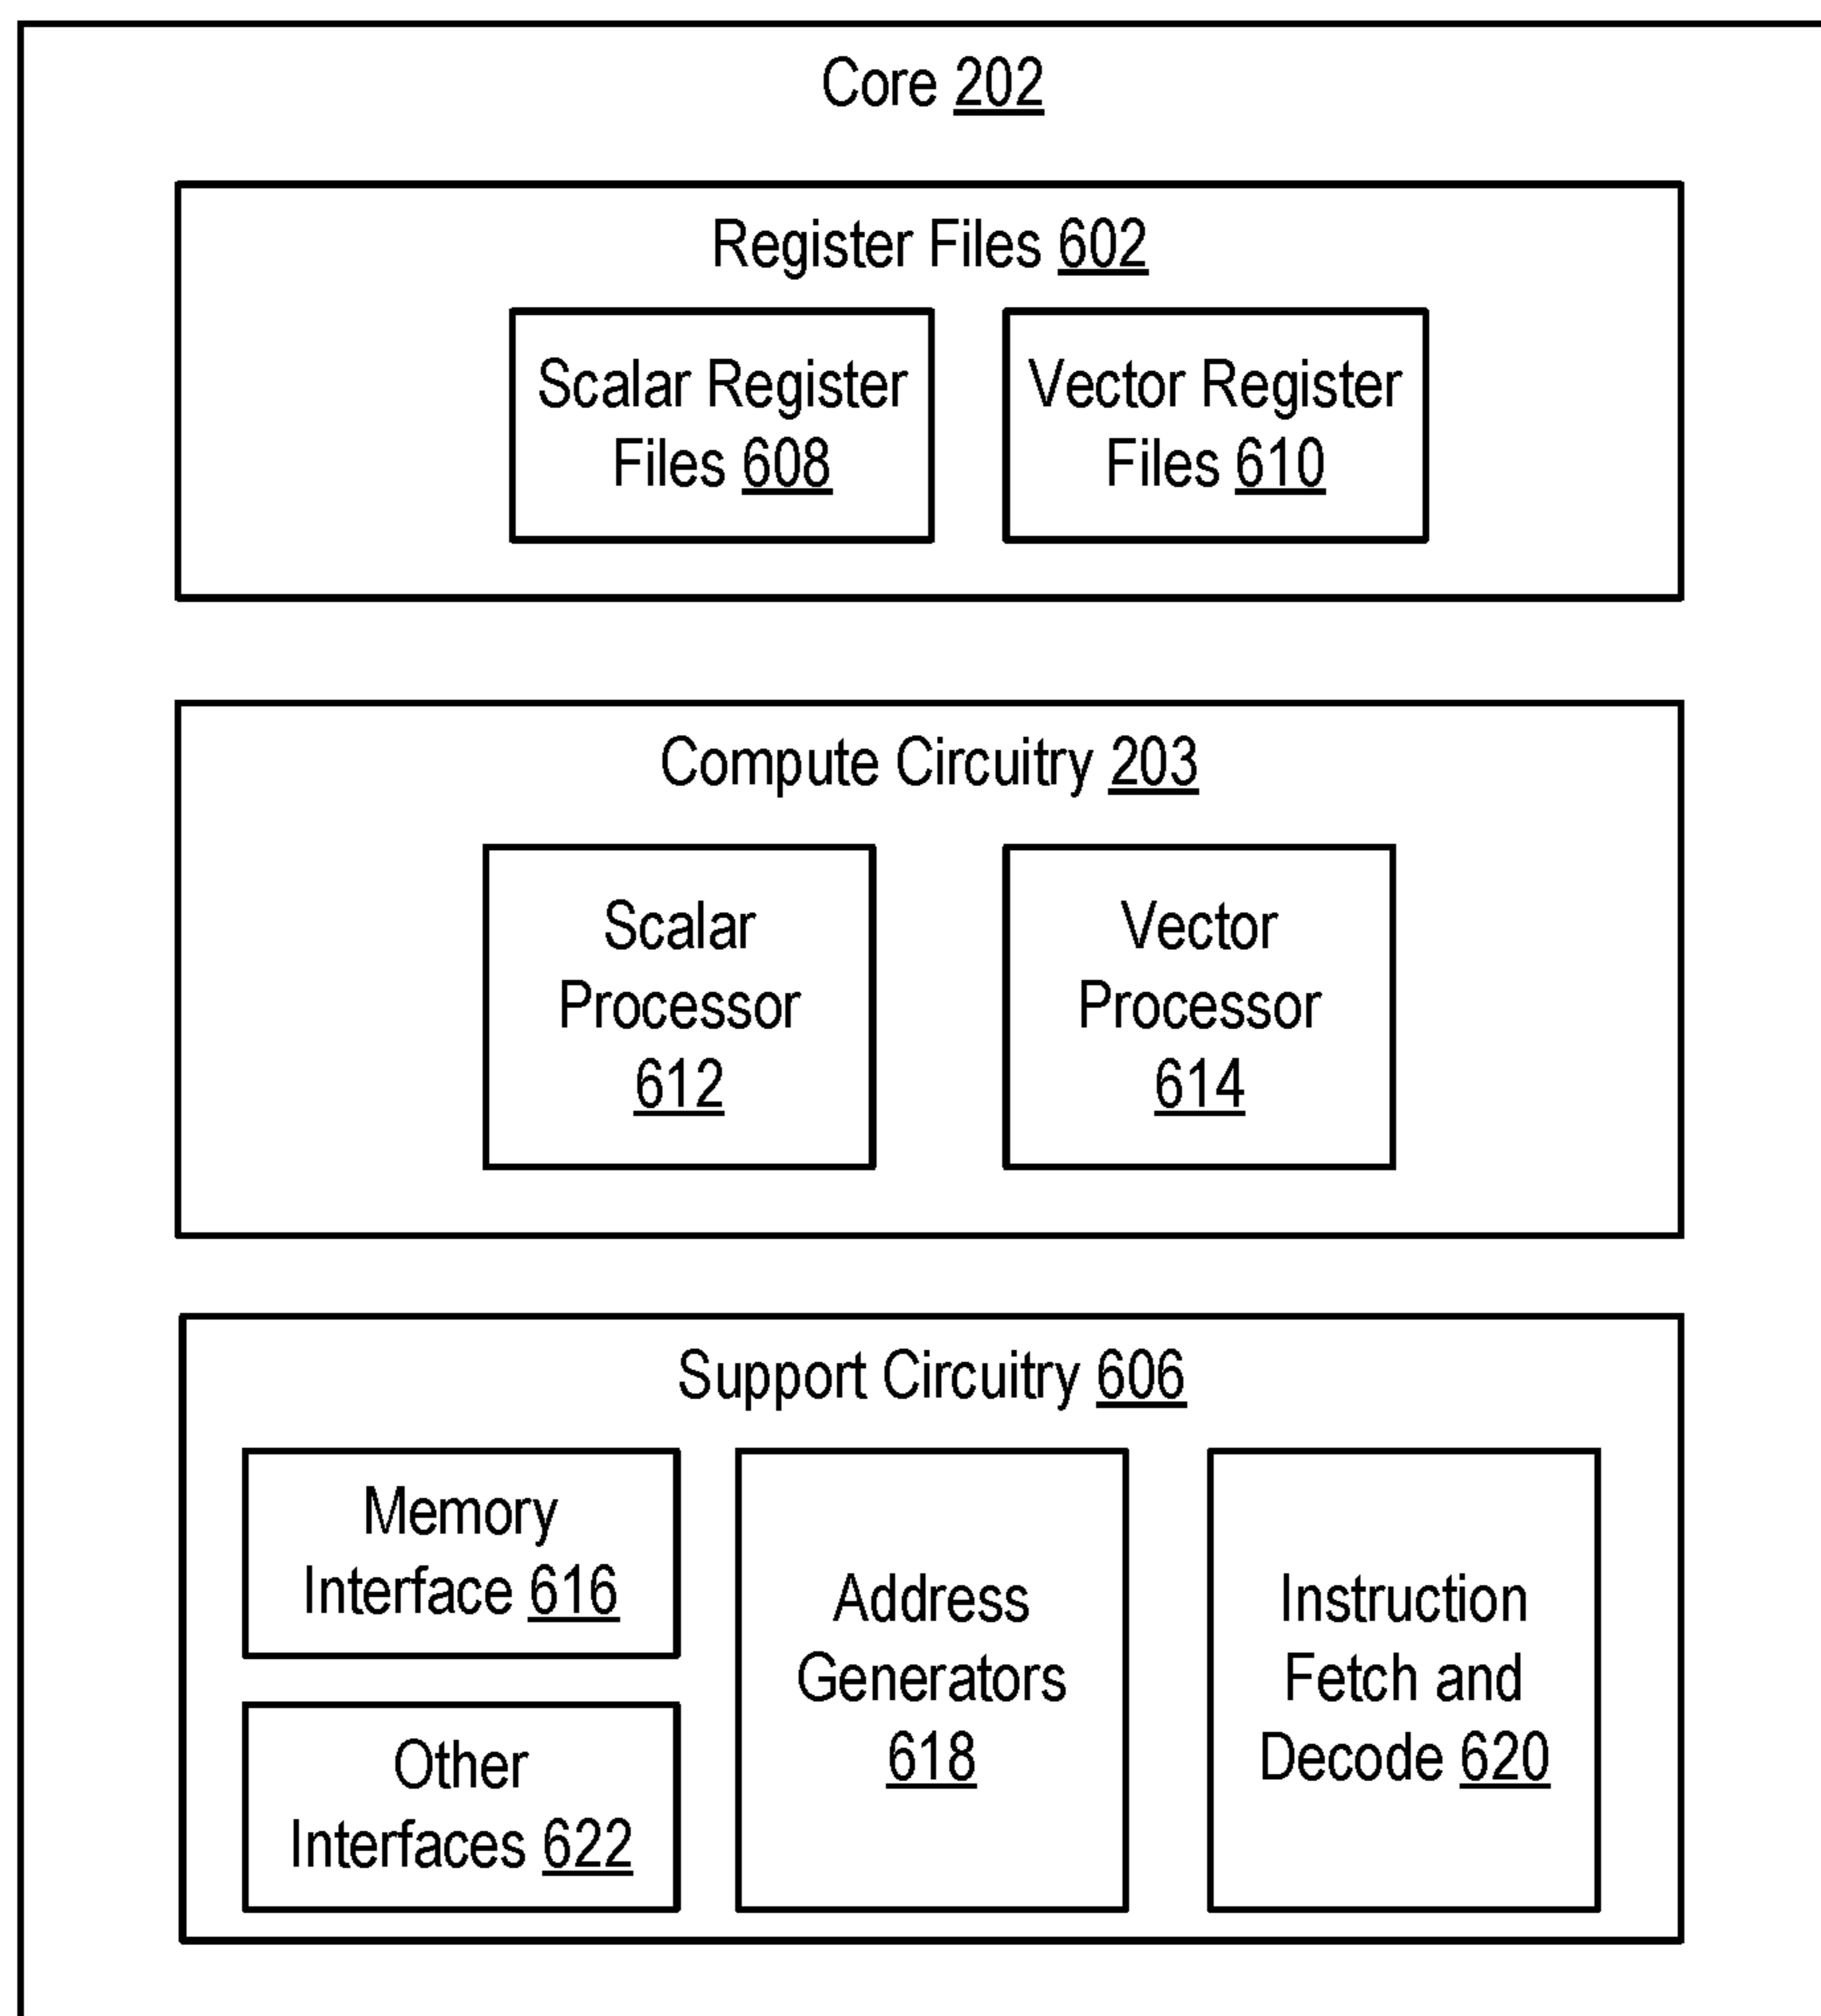 Core 202
Register Files 602
Scalar Register
Files 608
Vector Register
Files 610
Compute Circuitry 203
Scalar
Processor
612
Vector
Processor
614
Support Circuitry 606
Memory
Interface 616
Other
Interfaces 622
Address
Generators
618
Instruction
Fetch and
Decode 620